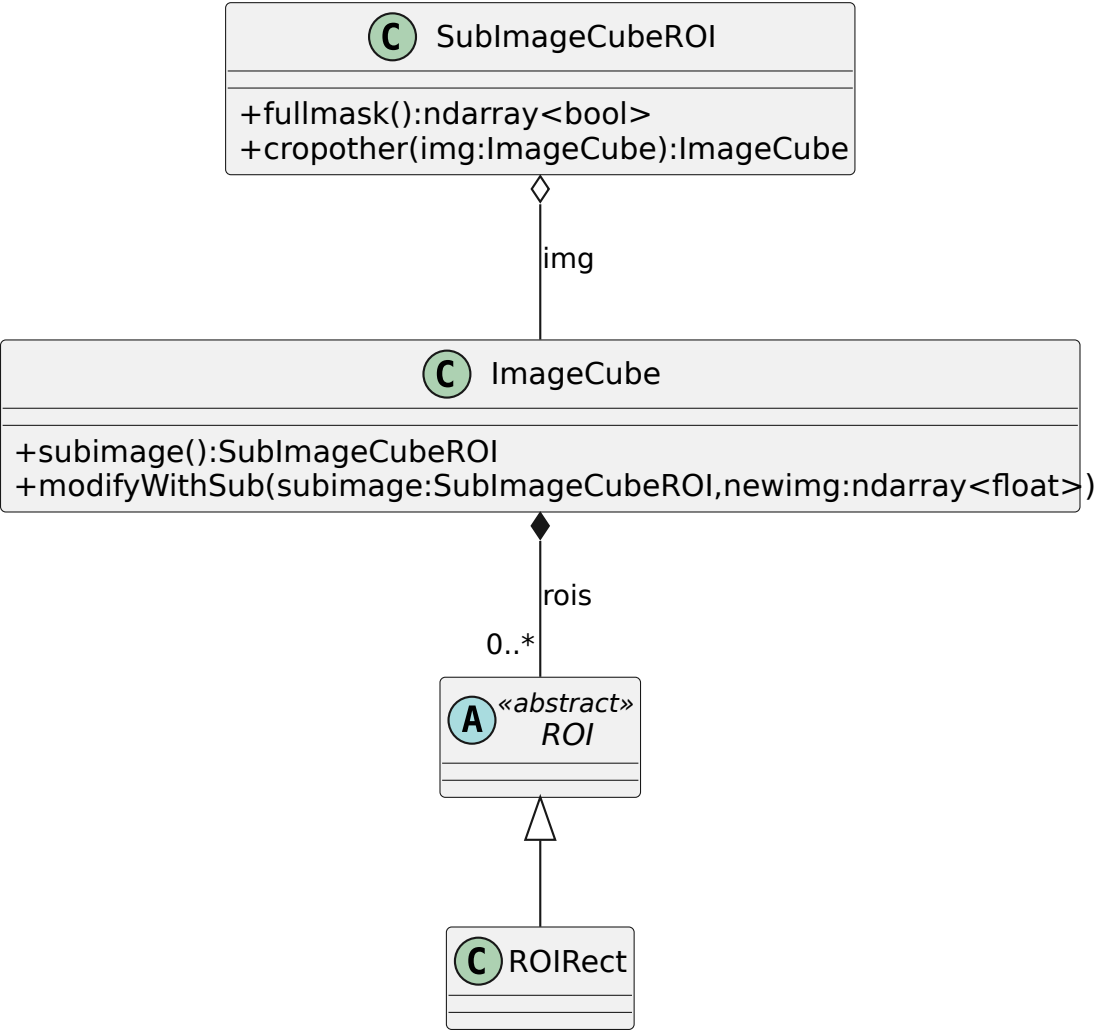 C SubImageCubeROI
+fullmask():ndarray<bool>
+cropother(img:ImageCube):ImageCube
img
C ImageCube
+subimage():SubImageCubeROI
+modifyWithSub(subimage:SubImageCubeROI,newimg:ndarray<float>)
rois
0..*
«abstract»
A ROI
C ROIRect